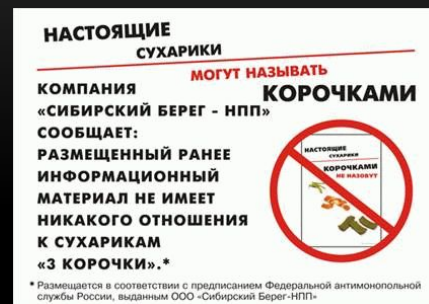 НАСТОЯЩИЕ
СУХАРИКИ
МОГУТ НАЗЫВАТЬ
КОРОЧКАМИ
КОМПАНИЯ
«СИБИРСКИЙ БЕРЕГ - НПП»
СООБЩАЕТ:
РАЗМЕЩЕННЫЙ РАНЕЕ
ИНФОРМАЦИОННЫЙ
МАТЕРИАЛ НЕ ИМЕЕТ
НИКАКОГО ОТНОШЕНИЯ
К СУХАРИКАМ
«3 КОРОЧКИ».*
НАСТОЯЩИЕ
СУХАРИКИ
КОРОЧКАМИ
НЕ НАЗОВУТ
* Размещается в соответствии с предписанием Федеральной антимонопольной
службы России, выданным ООО «Сибирский Берег-НПП»